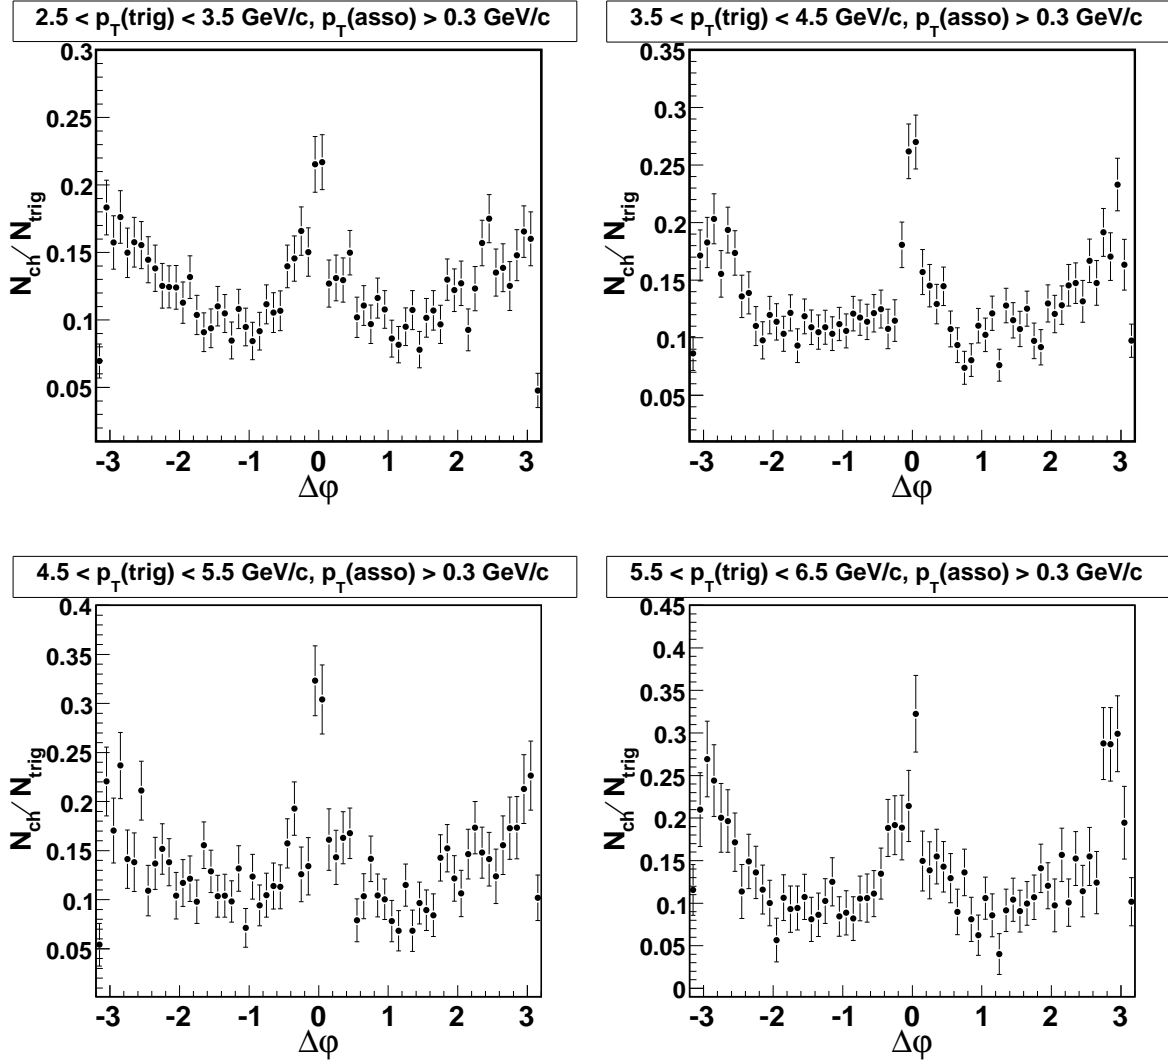 2.5 < p_T(trig) < 3.5 GeV/c, p_T(asso) > 0.3 GeV/c
0.3
0.25
0.2
0.15
0.1
0.05
N_ch/ N_trig
-3 -2 -1 0 1 2 3
Δφ
3.5 < p_T(trig) < 4.5 GeV/c, p_T(asso) > 0.3 GeV/c
0.35
0.3
0.25
0.2
0.15
0.1
0.05
N_ch/ N_trig
-3 -2 -1 0 1 2 3
Δφ
4.5 < p_T(trig) < 5.5 GeV/c, p_T(asso) > 0.3 GeV/c
0.4
0.35
0.3
0.25
0.2
0.15
0.1
0.05
N_ch/ N_trig
-3 -2 -1 0 1 2 3
Δφ
5.5 < p_T(trig) < 6.5 GeV/c, p_T(asso) > 0.3 GeV/c
0.45
0.4
0.35
0.3
0.25
0.2
0.15
0.1
0.05
0
N_ch/ N_trig
-3 -2 -1 0 1 2 3
Δφ